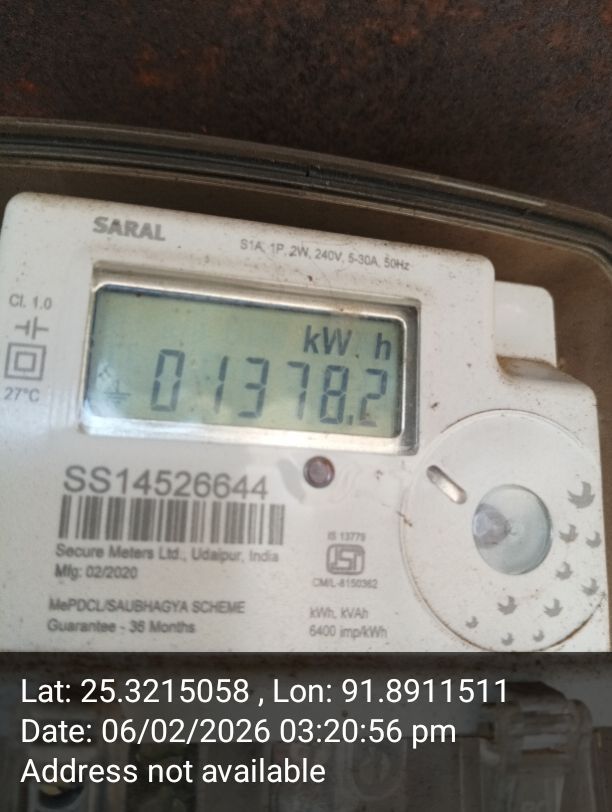 SARAL
S1A, 1P, 2W, 240V, 5-30A, 50Hz
Cl. 1.0
27°C
kW h
01378.2
SS14526644
Secure Meters Ltd., Udaipur, India
Mfg: 02/2020
IS 13779
CM/L-8150362
MePDCL/SAUBHAGYA SCHEME
Guarantee - 36 Months
kWh, kVAh
6400 imp/kWh
Lat: 25.3215058 , Lon: 91.8911511
Date: 06/02/2026 03:20:56 pm
Address not available